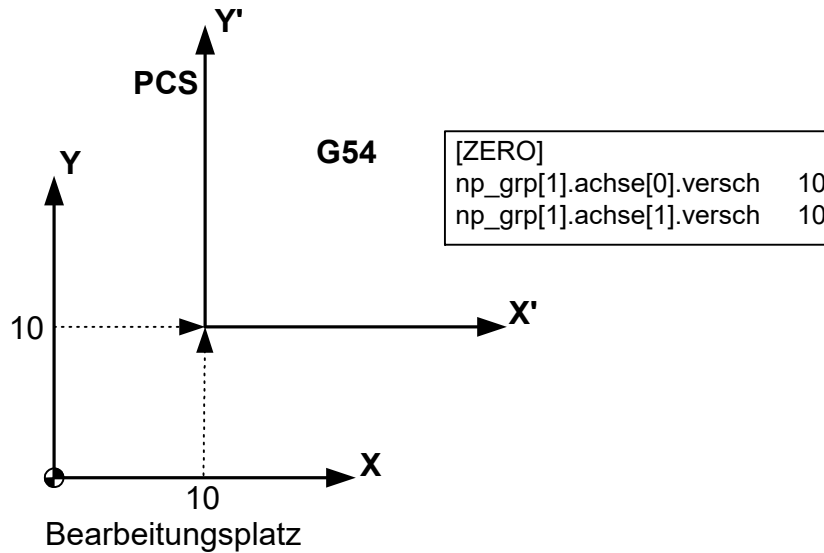 Y'
PCS
G54
Y
[ZERO]
np_grp[1].achse[0].versch 10
np_grp[1].achse[1].versch 10
10
X'
X
10
Bearbeitungsplatz